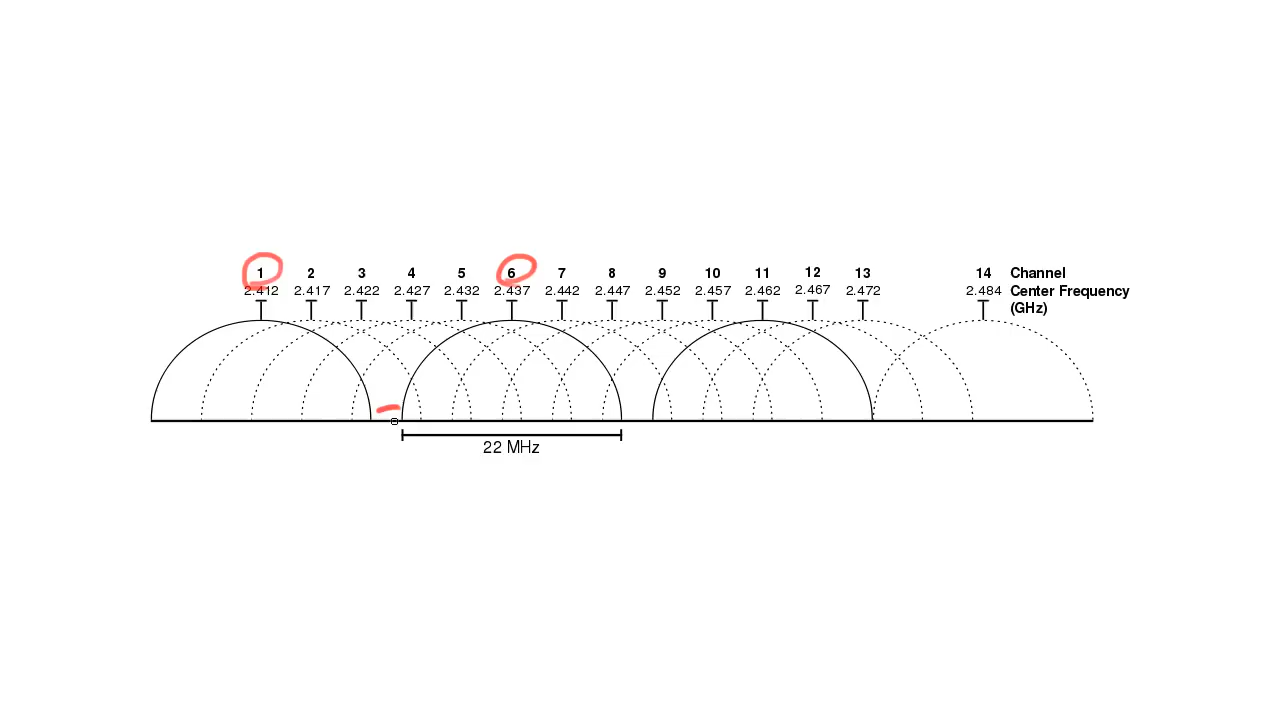 1 2 3 4 5 6 7 8 9 10 11 12 13 14 Channel
2.412 2.417 2.422 2.427 2.432 2.437 2.442 2.447 2.452 2.457 2.462 2.467 2.472 2.484 Center Frequency
(GHz)
22 MHz